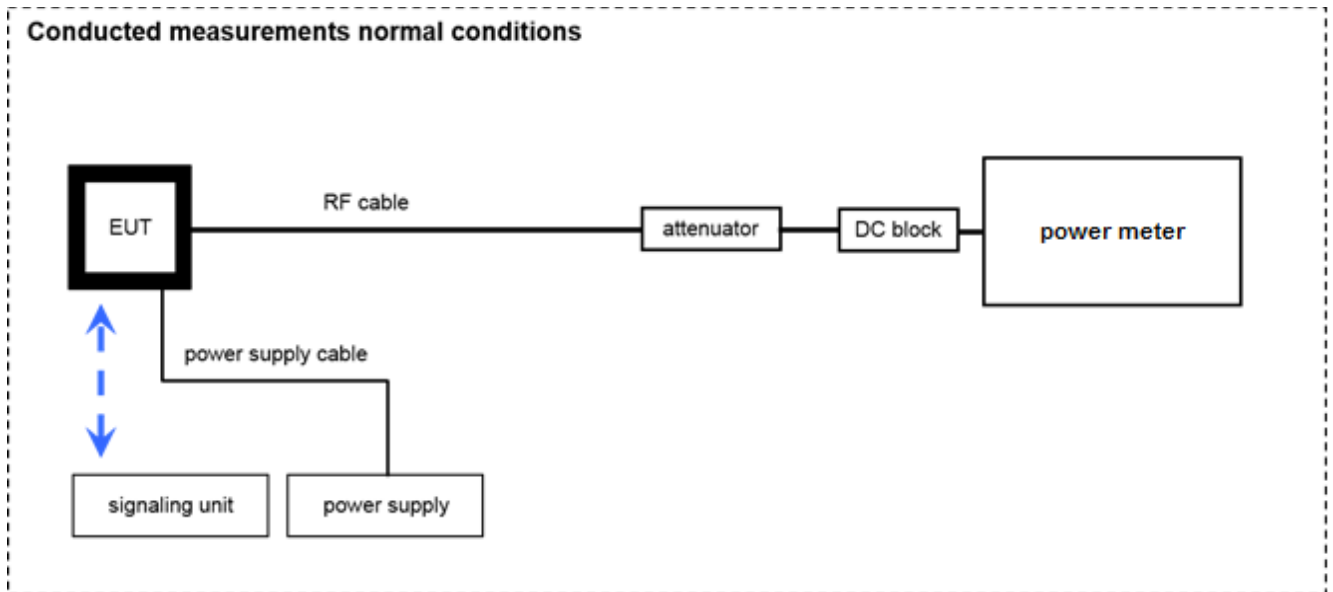 Conducted measurements normal conditions
RF cable
EUT
attenuator
DC block
power meter
power supply cable
signaling unit
power supply